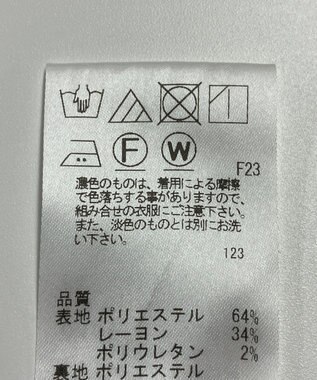 F W
F23
濃色のものは、着用による摩擦
で色落ちする事がありますので、
組み合せの衣服にご注意下さい。
また、淡色のものとは別にお洗
い下さい。
123
品質
表地 ポリエステル 64%
レーヨン 34%
ポリウレタン 2%
裏地 ポリエステル